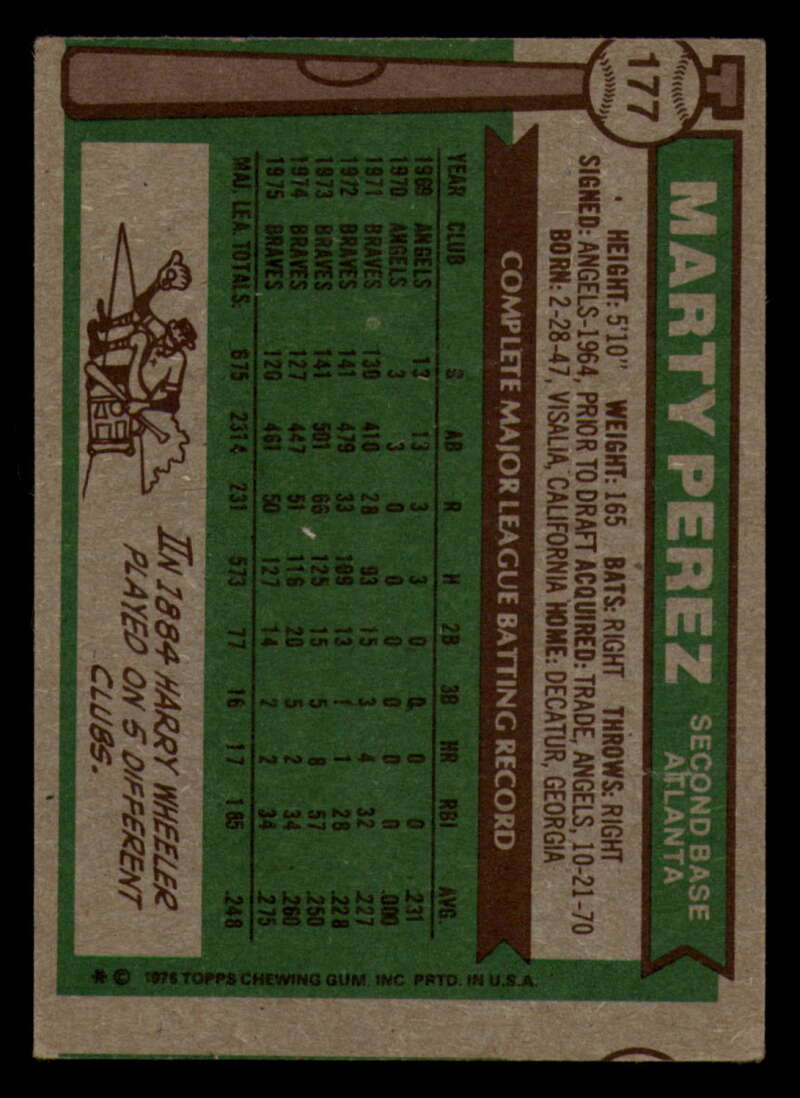 177
MARTY PEREZ
SECOND BASE
ATLANTA
HEIGHT: 5'10" WEIGHT: 165 BATS: RIGHT THROWS: RIGHT
SIGNED: ANGELS-1964, PRIOR TO DRAFT ACQUIRED: TRADE, ANGELS, 10-21-70
BORN: 2-28-47, VISALIA, CALIFORNIA HOME: DECATUR, GEORGIA
COMPLETE MAJOR LEAGUE BATTING RECORD
YEAR CLUB G AB R H 2B 3B HR RBI AVG.
1969 ANGELS 13 13 3 3 0 0 0 0 .231
1970 ANGELS 3 3 0 0 0 0 0 0 .000
1971 BRAVES 130 410 28 93 15 3 4 32 .227
1972 BRAVES 141 479 33 109 13 1 1 28 .228
1973 BRAVES 141 501 66 125 15 5 8 57 .250
1974 BRAVES 127 447 51 116 20 5 2 34 .260
1975 BRAVES 120 461 50 127 14 2 2 34 .275
MAJ. LEA. TOTALS: 675 2314 231 573 77 16 17 185 .248
IN 1884 HARRY WHEELER
PLAYED ON 5 DIFFERENT
CLUBS.
* © 1976 TOPPS CHEWING GUM, INC. PRTD. IN U.S.A.